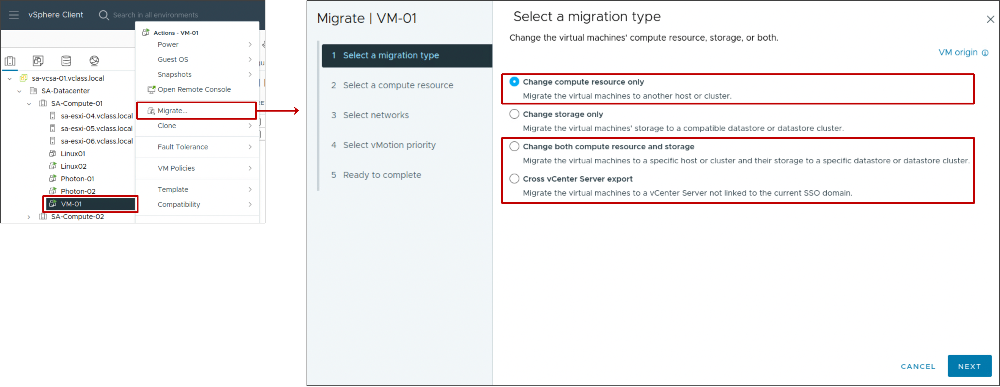 vSphere Client
Search in all environments
sa-vcsa-01.vclass.local
SA-Datacenter
SA-Compute-01
sa-esxi-04.vclass.local
sa-esxi-05.vclass.local
sa-esxi-06.vclass.local
Linux01
Linux02
Photon-01
Photon-02
VM-01
SA-Compute-02
Actions - VM-01
Power
Guest OS
Snapshots
Open Remote Console
Migrate...
Clone
Fault Tolerance
VM Policies
Template
Compatibility
Migrate | VM-01
1 Select a migration type
2 Select a compute resource
3 Select networks
4 Select vMotion priority
5 Ready to complete
Select a migration type
Change the virtual machines' compute resource, storage, or both.
VM origin
Change compute resource only
Migrate the virtual machines to another host or cluster.
Change storage only
Migrate the virtual machines' storage to a compatible datastore or datastore cluster.
Change both compute resource and storage
Migrate the virtual machines to a specific host or cluster and their storage to a specific datastore or datastore cluster.
Cross vCenter Server export
Migrate the virtual machines to a vCenter Server not linked to the current SSO domain.
CANCEL
NEXT